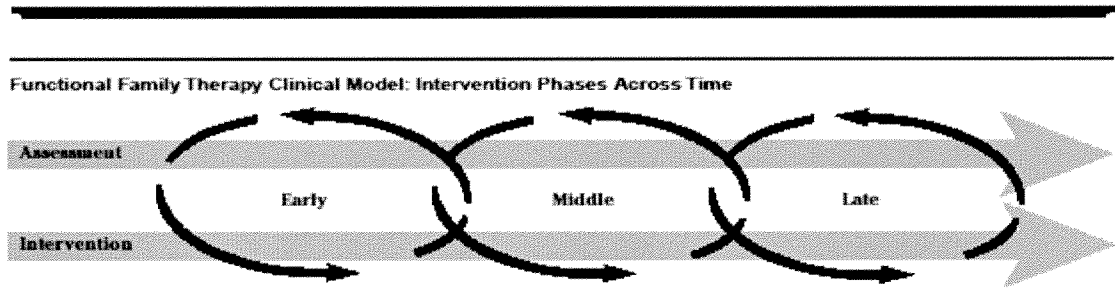 Functional Family Therapy Clinical Model: Intervention Phases Across Time
Assessment
Early Middle Late
Intervention